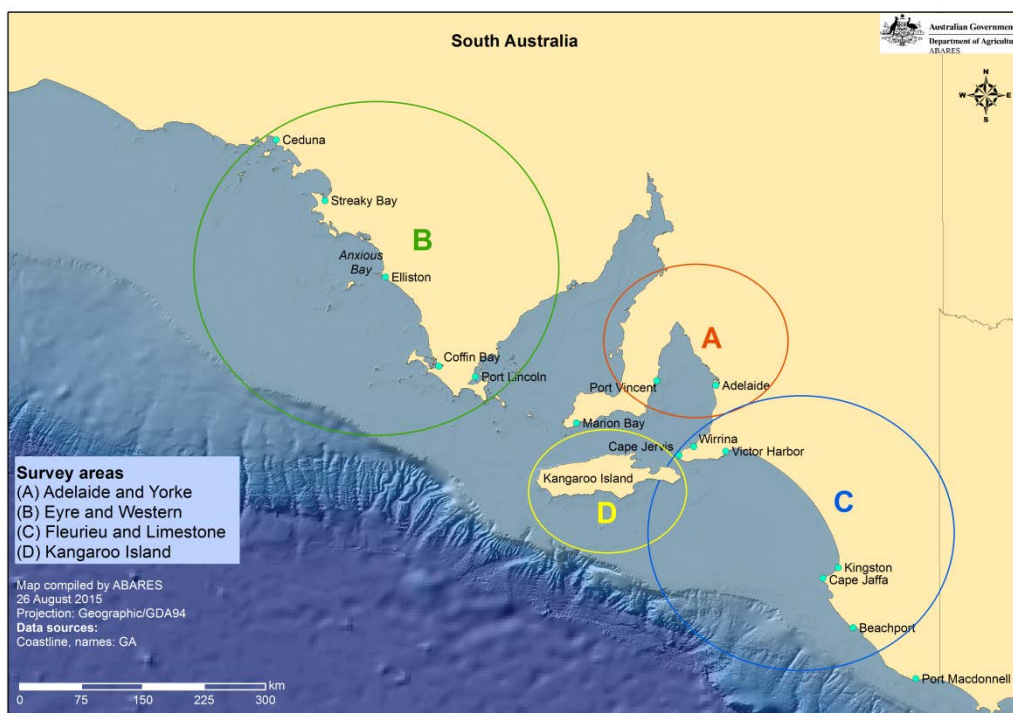 South Australia
Australian Government
Department of Agricultu
ABARES
N
W
E
S
Ceduna
Streaky Bay
B
Anxious
Bay
Elliston
A
Coffin Bay
Port Lincoln
Port Vincent
Adelaide
Marion Bay
Wirrina
Cape Jervis
Victor Harbor
Kangaroo Island
D
C
Kingston
Cape Jaffa
Beachport
Port Macdonnell
Survey areas
(A) Adelaide and Yorke
(B) Eyre and Western
(C) Fleurieu and Limestone
(D) Kangaroo Island
Map compiled by ABARES
26 August 2015
Projection: Geographic/GDA94
Data sources:
Coastline, names: GA
km
0 75 150 225 300